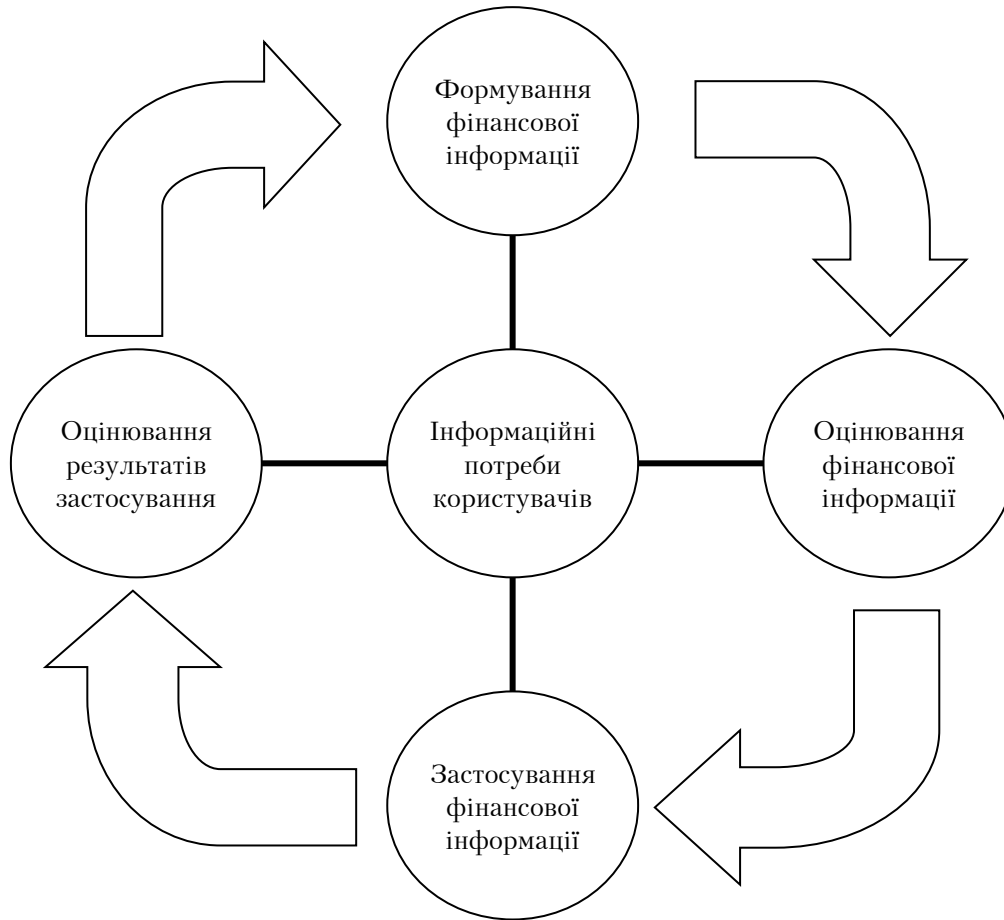 Формування
фінансової
інформації
Оцінювання
результатів
застосування
Інформаційні
потреби
користувачів
Оцінювання
фінансової
інформації
Застосування
фінансової
інформації